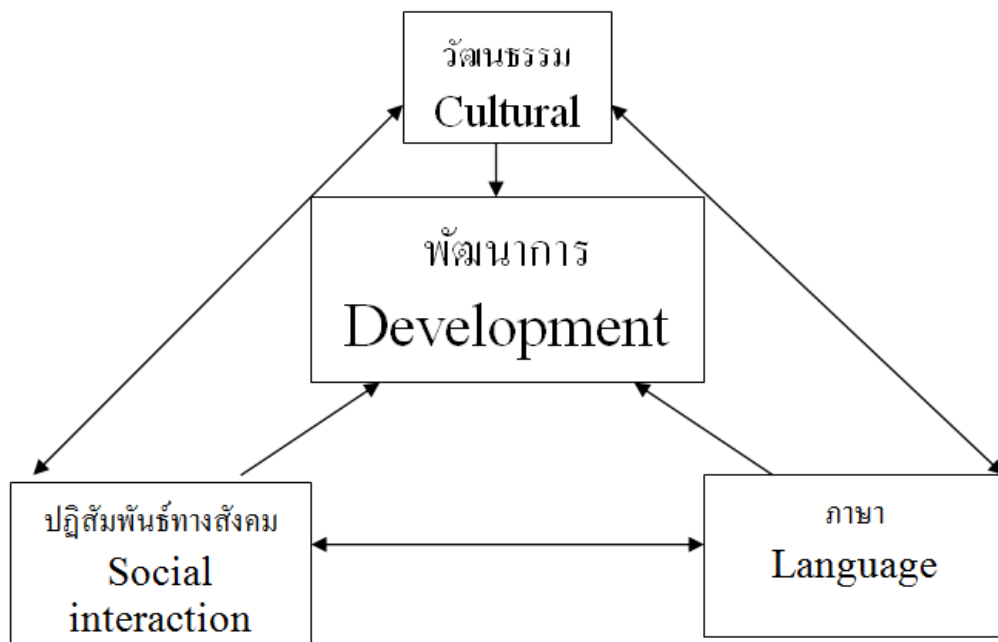 วัฒนธรรม
Cultural
พัฒนาการ
Development
ปฏิสัมพันธ์ทางสังคม
Social
interaction
ภาษา
Language